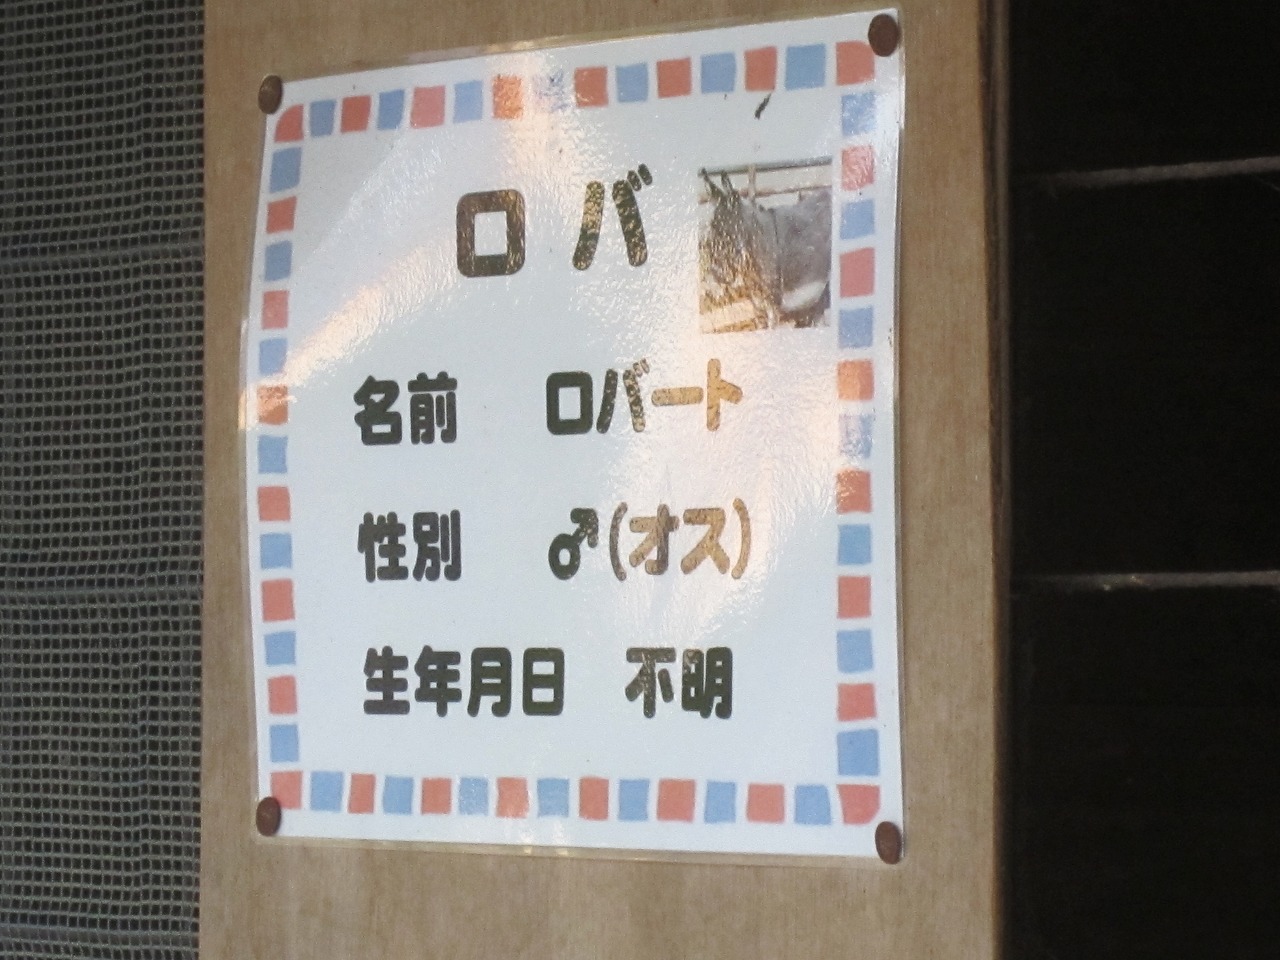 ロバ
名前 ロバート
性別 ♂(オス)
生年月日 不明